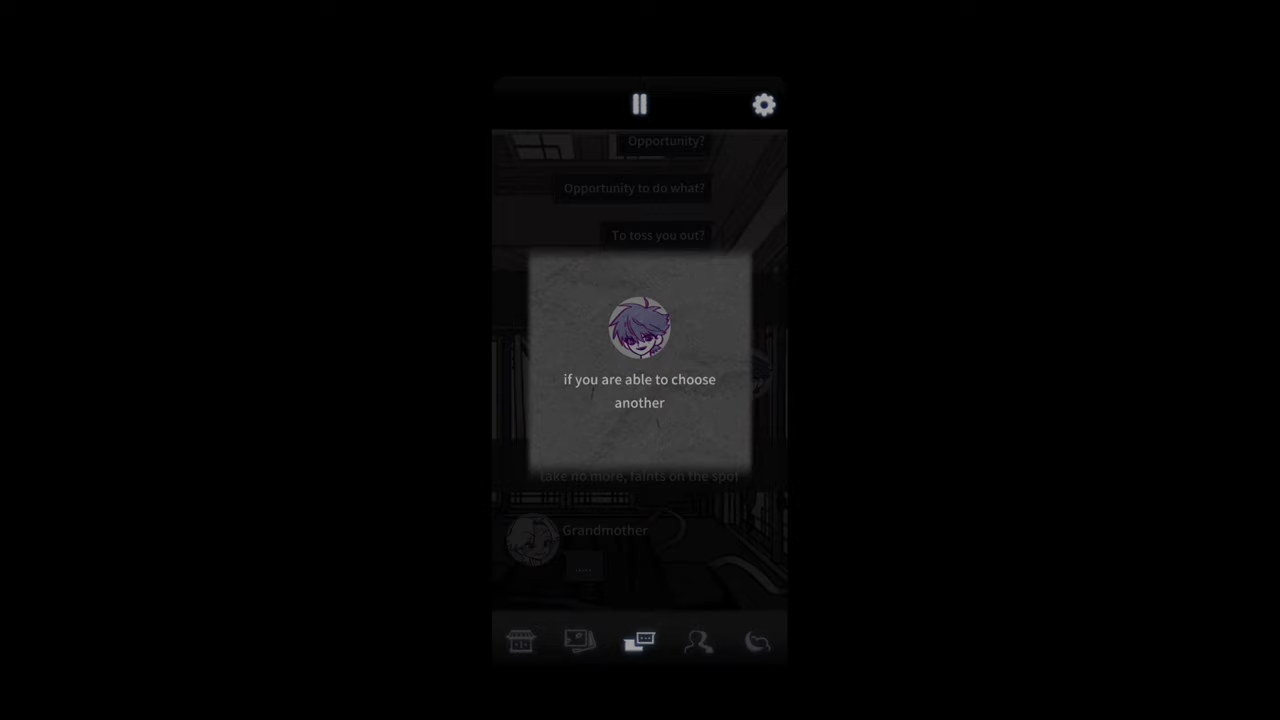 Opportunity?
Opportunity to do what?
To toss you out?
if you are able to choose
another
take no more, faints on the spot
Grandmother
.....